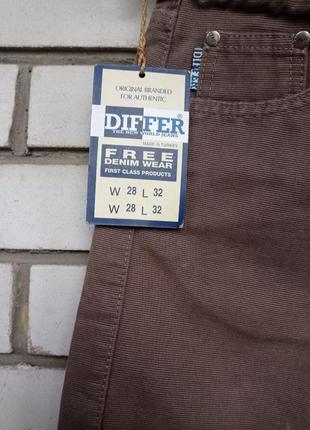 ORIGINAL BRANDED
FOR AUTHENTIC
DIFFER
THE NEW WORLD JEANS
MADE IN TURKEY
FREE
DENIM WEAR
FIRST CLASS PRODUCTS
W 28 L 32
W 28 L 32
DIFFER